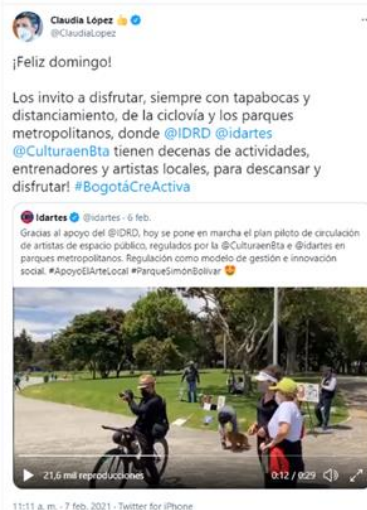 Claudia López 👍
@ClaudiaLopez
¡Feliz domingo!
Los invito a disfrutar, siempre con tapabocas y
distanciamiento, de la ciclovía y los parques
metropolitanos, donde @IDRD @idartes
@CulturaenBta tienen decenas de actividades,
entrenadores y artistas locales, para descansar y
disfrutar! #BogotáCreActiva
Idartes @idartes · 6 feb.
Gracias al apoyo del @IDRD, hoy se pone en marcha el plan piloto de circulación
de artistas de espacio público, regulados por la @CulturaenBta e @idartes en
parques metropolitanos. Regulación como modelo de gestión e innovación
social. #ApoyoElArteLocal #ParqueSimónBolívar 🤩
21,6 mil reproducciones
0:12 / 0:29
11:11 a. m. · 7 feb. 2021 · Twitter for iPhone